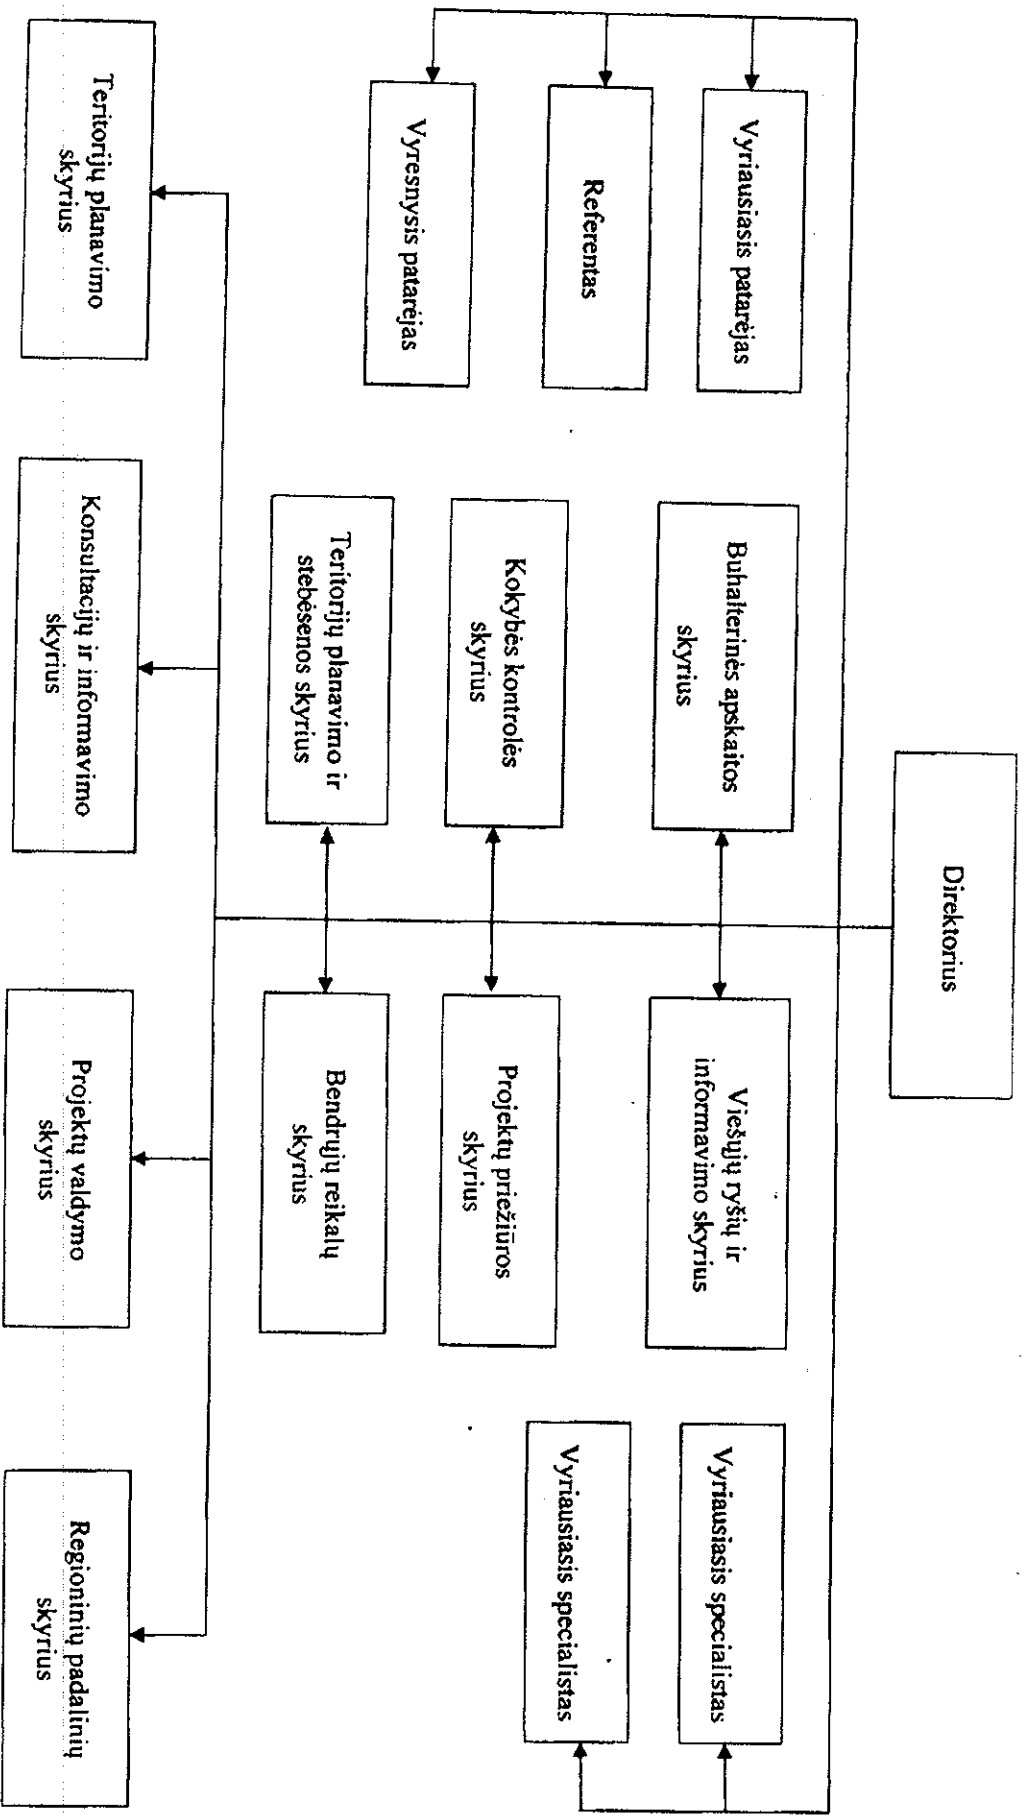 Direktorius
Vyriausiasis patarėjas
Referentas
Vyresnysis patarėjas
Buhalterinės apskaitos
skyrius
Viešųjų ryšių ir
informavimo skyrius
Kokybės kontrolės
skyrius
Projektų priežiūros
skyrius
Teritorijų planavimo ir
stebėsenos skyrius
Bendrųjų reikalų
skyrius
Vyriausiasis specialistas
Vyriausiasis specialistas
Teritorijų planavimo
skyrius
Konsultacijų ir informavimo
skyrius
Projektų valdymo
skyrius
Regioninių padalinių
skyrius